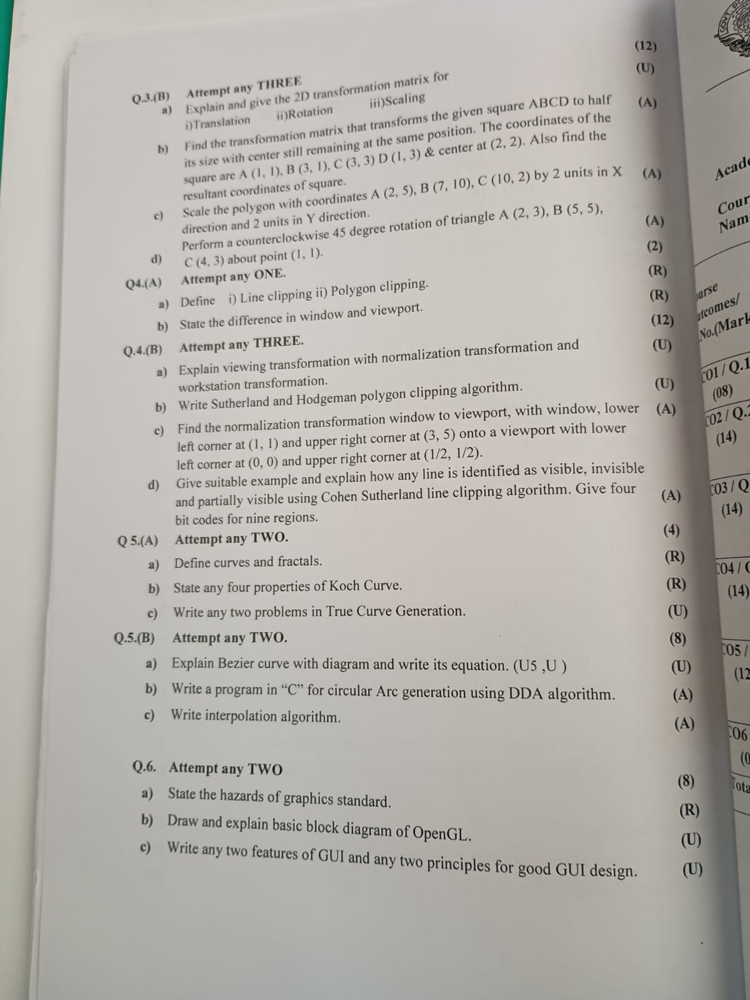 (12)
Q.3.(B) Attempt any THREE
(U)
a) Explain and give the 2D transformation matrix for
i)Translation ii)Rotation iii)Scaling
b) Find the transformation matrix that transforms the given square ABCD to half (A)
its size with center still remaining at the same position. The coordinates of the
square are A (1, 1), B (3, 1), C (3, 3) D (1, 3) & center at (2, 2). Also find the
resultant coordinates of square.
c) Scale the polygon with coordinates A (2, 5), B (7, 10), C (10, 2) by 2 units in X (A)
direction and 2 units in Y direction.
d) Perform a counterclockwise 45 degree rotation of triangle A (2, 3), B (5, 5), (A)
C (4, 3) about point (1, 1).
Q4.(A) Attempt any ONE. (2)
a) Define i) Line clipping ii) Polygon clipping. (R)
b) State the difference in window and viewport. (R)
Q.4.(B) Attempt any THREE. (12)
a) Explain viewing transformation with normalization transformation and (U)
workstation transformation.
b) Write Sutherland and Hodgeman polygon clipping algorithm. (U)
c) Find the normalization transformation window to viewport, with window, lower (A)
left corner at (1, 1) and upper right corner at (3, 5) onto a viewport with lower
left corner at (0, 0) and upper right corner at (1/2, 1/2).
d) Give suitable example and explain how any line is identified as visible, invisible
and partially visible using Cohen Sutherland line clipping algorithm. Give four (A)
bit codes for nine regions.
Q 5.(A) Attempt any TWO. (4)
a) Define curves and fractals. (R)
b) State any four properties of Koch Curve. (R)
c) Write any two problems in True Curve Generation. (U)
Q.5.(B) Attempt any TWO. (8)
a) Explain Bezier curve with diagram and write its equation. (U5 ,U ) (U)
b) Write a program in “C” for circular Arc generation using DDA algorithm. (A)
c) Write interpolation algorithm. (A)
Q.6. Attempt any TWO (8)
a) State the hazards of graphics standard. (R)
b) Draw and explain basic block diagram of OpenGL. (U)
c) Write any two features of GUI and any two principles for good GUI design. (U)
GOVT.
Acade
Cour
Nam
urse
utcomes/
No.(Mark
CO1 / Q.1
(08)
CO2 / Q.2
(14)
CO3 / Q
(14)
CO4 /
(14)
CO5 /
(12
CO6
(0
Tota